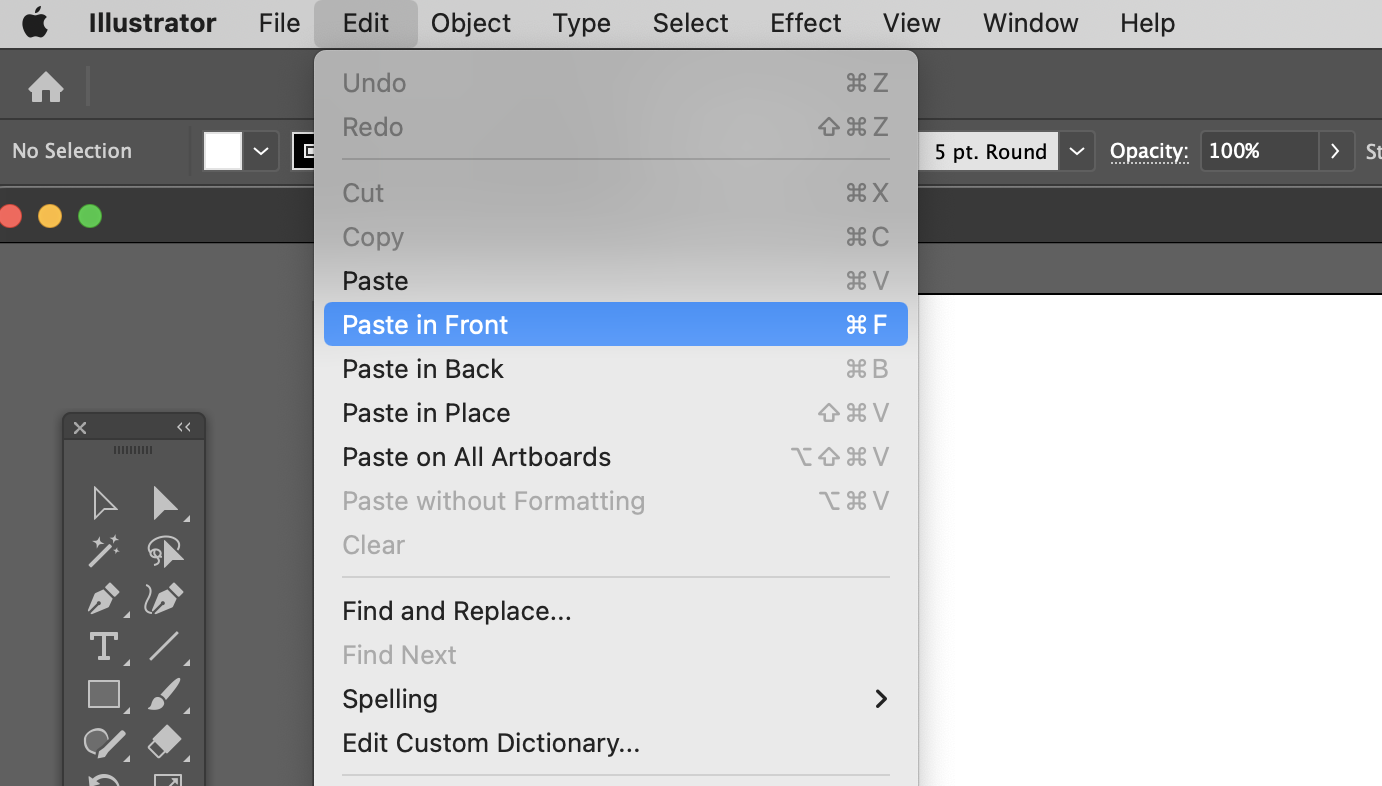 Illustrator File Edit Object Type Select Effect View Window Help
Undo ⌘Z
Redo ⇧⌘Z
No Selection 5 pt. Round Opacity: 100% St
Cut ⌘X
Copy ⌘C
Paste ⌘V
Paste in Front ⌘F
Paste in Back ⌘B
Paste in Place ⇧⌘V
Paste on All Artboards ⌥⇧⌘V
Paste without Formatting ⌥⌘V
Clear
Find and Replace...
Find Next
Spelling
Edit Custom Dictionary...